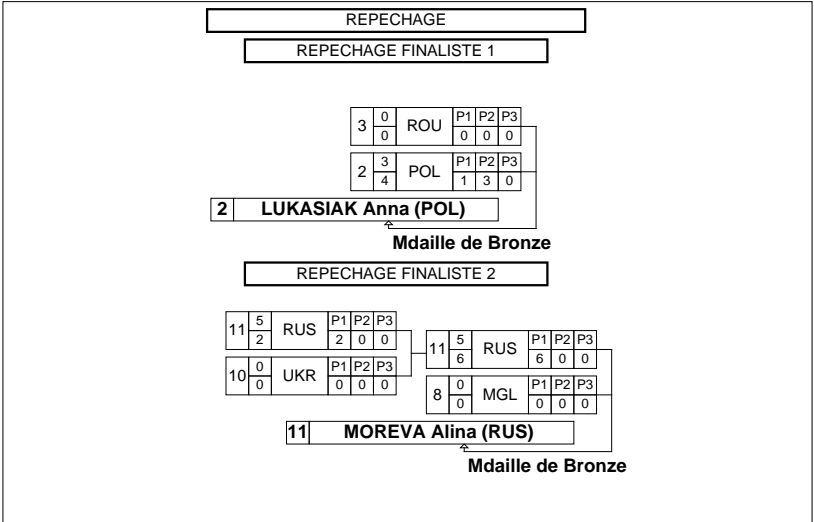 REPECHAGE
REPECHAGE FINALISTE 1
3 0 ROU P1 P2 P3
0 0 0 0
2 3 POL P1 P2 P3
4 1 3 0
2 LUKASIAK Anna (POL)
Mdaille de Bronze
REPECHAGE FINALISTE 2
11 5 RUS P1 P2 P3
2 2 0 0
10 0 UKR P1 P2 P3
0 0 0 0
11 5 RUS P1 P2 P3
6 6 0 0
8 0 MGL P1 P2 P3
0 0 0 0
11 MOREVA Alina (RUS)
Mdaille de Bronze